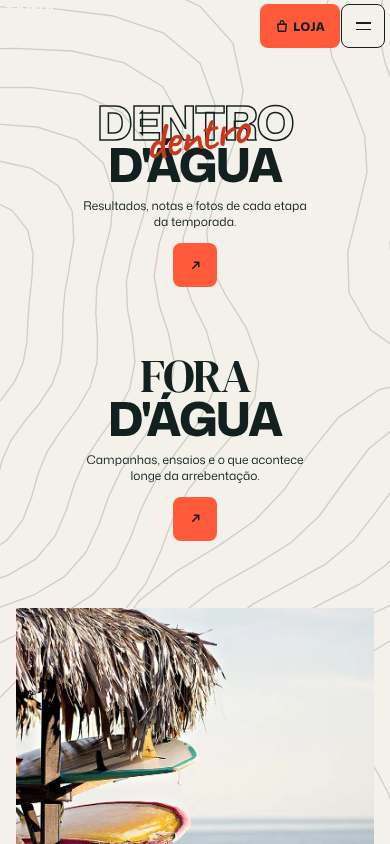 LOJA
DENTRO
dentro
D'ÁGUA
Resultados, notas e fotos de cada etapa
da temporada.
FORA
D'ÁGUA
Campanhas, ensaios e o que acontece
longe da arrebentação.